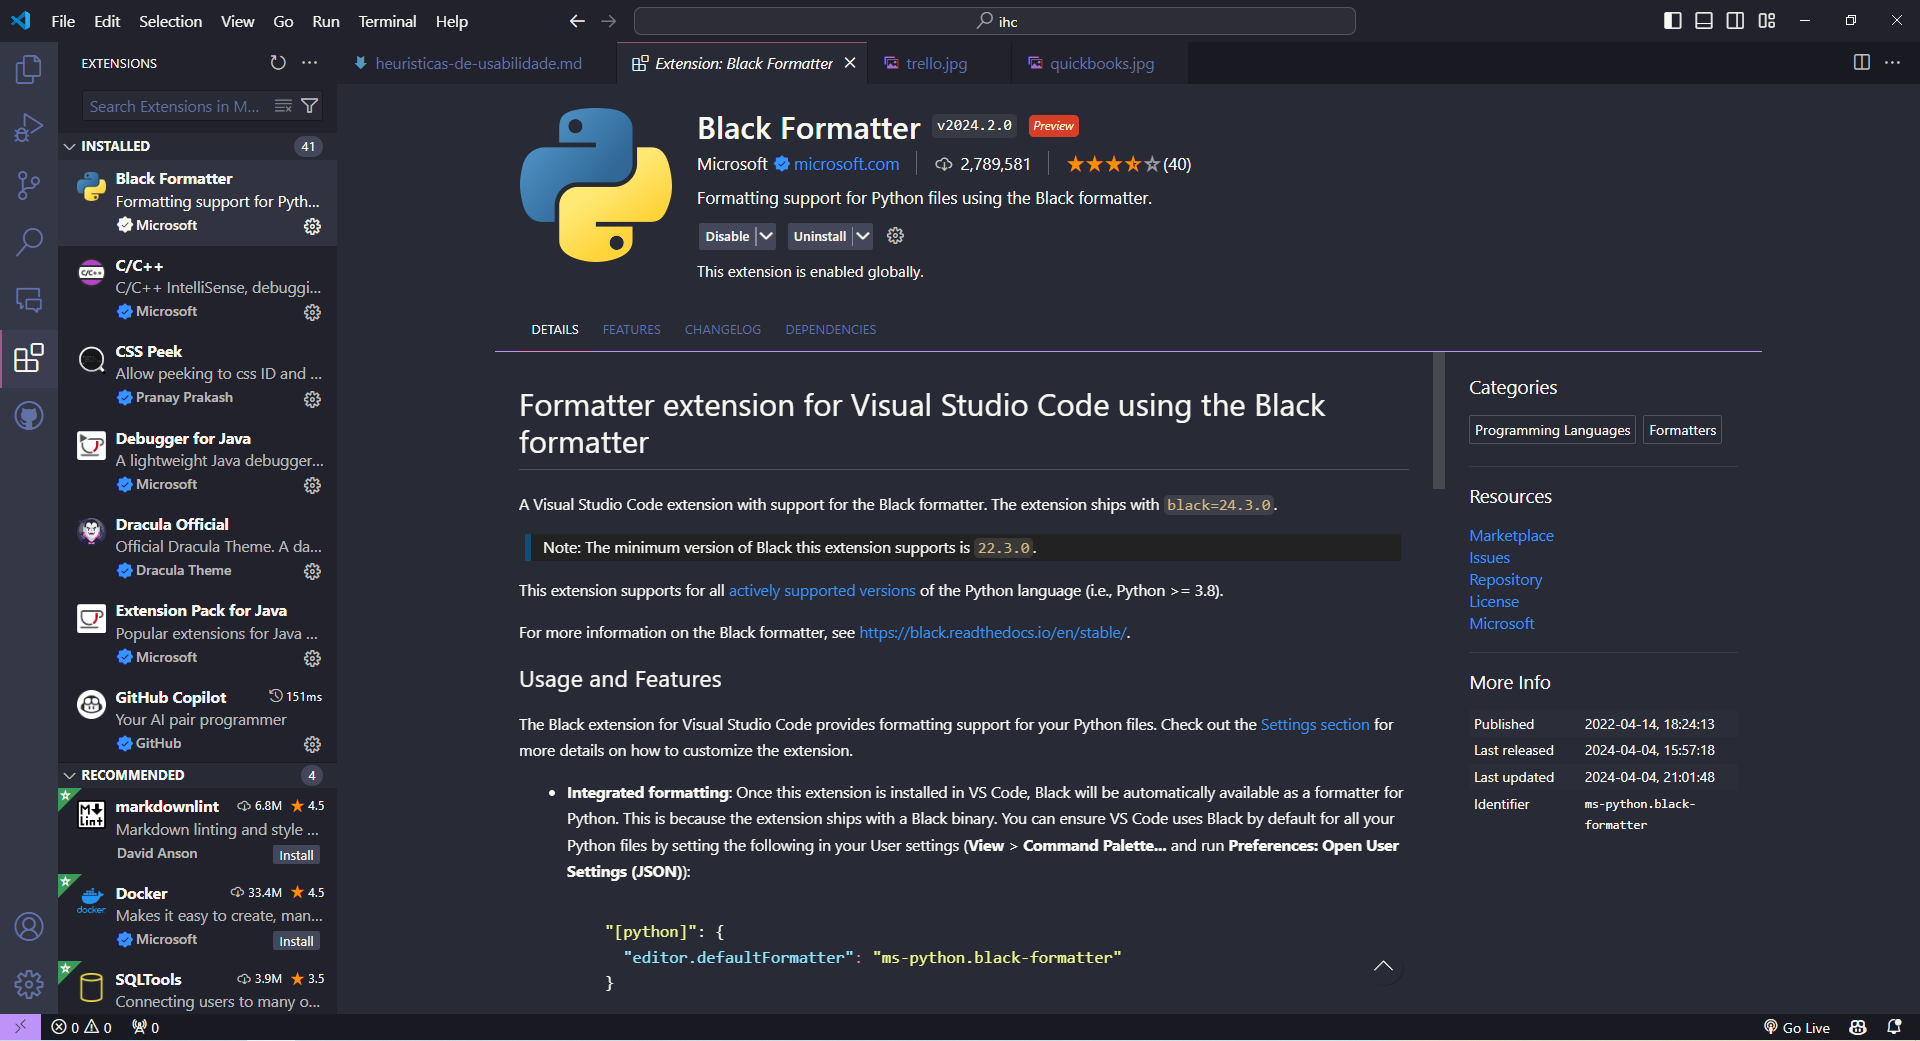 File Edit Selection View Go Run Terminal Help
ihc
EXTENSIONS
heuristicas-de-usabilidade.md
Extension: Black Formatter
trello.jpg
quickbooks.jpg
Search Extensions in M...
INSTALLED 41
Black Formatter
Formatting support for Pyth...
Microsoft
C/C++
C/C++
C/C++ IntelliSense, debuggi...
Microsoft
CSS Peek
Allow peeking to css ID and ...
Pranay Prakash
Debugger for Java
A lightweight Java debugger...
Microsoft
Dracula Official
Official Dracula Theme. A da...
Dracula Theme
Extension Pack for Java
Popular extensions for Java ...
Microsoft
GitHub Copilot 151ms
Your AI pair programmer
GitHub
RECOMMENDED 4
markdownlint 6.8M 4.5
M lint
Markdown linting and style ...
David Anson Install
Docker 33.4M 4.5
docker
Makes it easy to create, man...
Microsoft Install
SQLTools 3.9M 3.5
Connecting users to many o...
Black Formatter v2024.2.0 Preview
Microsoft microsoft.com 2,789,581 (40)
Formatting support for Python files using the Black formatter.
Disable Uninstall
This extension is enabled globally.
DETAILS FEATURES CHANGELOG DEPENDENCIES
Formatter extension for Visual Studio Code using the Black
formatter
A Visual Studio Code extension with support for the Black formatter. The extension ships with black=24.3.0.
Note: The minimum version of Black this extension supports is 22.3.0.
This extension supports for all actively supported versions of the Python language (i.e., Python >= 3.8).
For more information on the Black formatter, see https://black.readthedocs.io/en/stable/.
Usage and Features
The Black extension for Visual Studio Code provides formatting support for your Python files. Check out the Settings section for
more details on how to customize the extension.
• Integrated formatting: Once this extension is installed in VS Code, Black will be automatically available as a formatter for
Python. This is because the extension ships with a Black binary. You can ensure VS Code uses Black by default for all your
Python files by setting the following in your User settings (View > Command Palette... and run Preferences: Open User
Settings (JSON)):
"[python]": {
"editor.defaultFormatter": "ms-python.black-formatter"
}
Categories
Programming Languages Formatters
Resources
Marketplace
Issues
Repository
License
Microsoft
More Info
Published 2022-04-14, 18:24:13
Last released 2024-04-04, 15:57:18
Last updated 2024-04-04, 21:01:48
Identifier ms-python.black-
formatter
0 0 0
Go Live